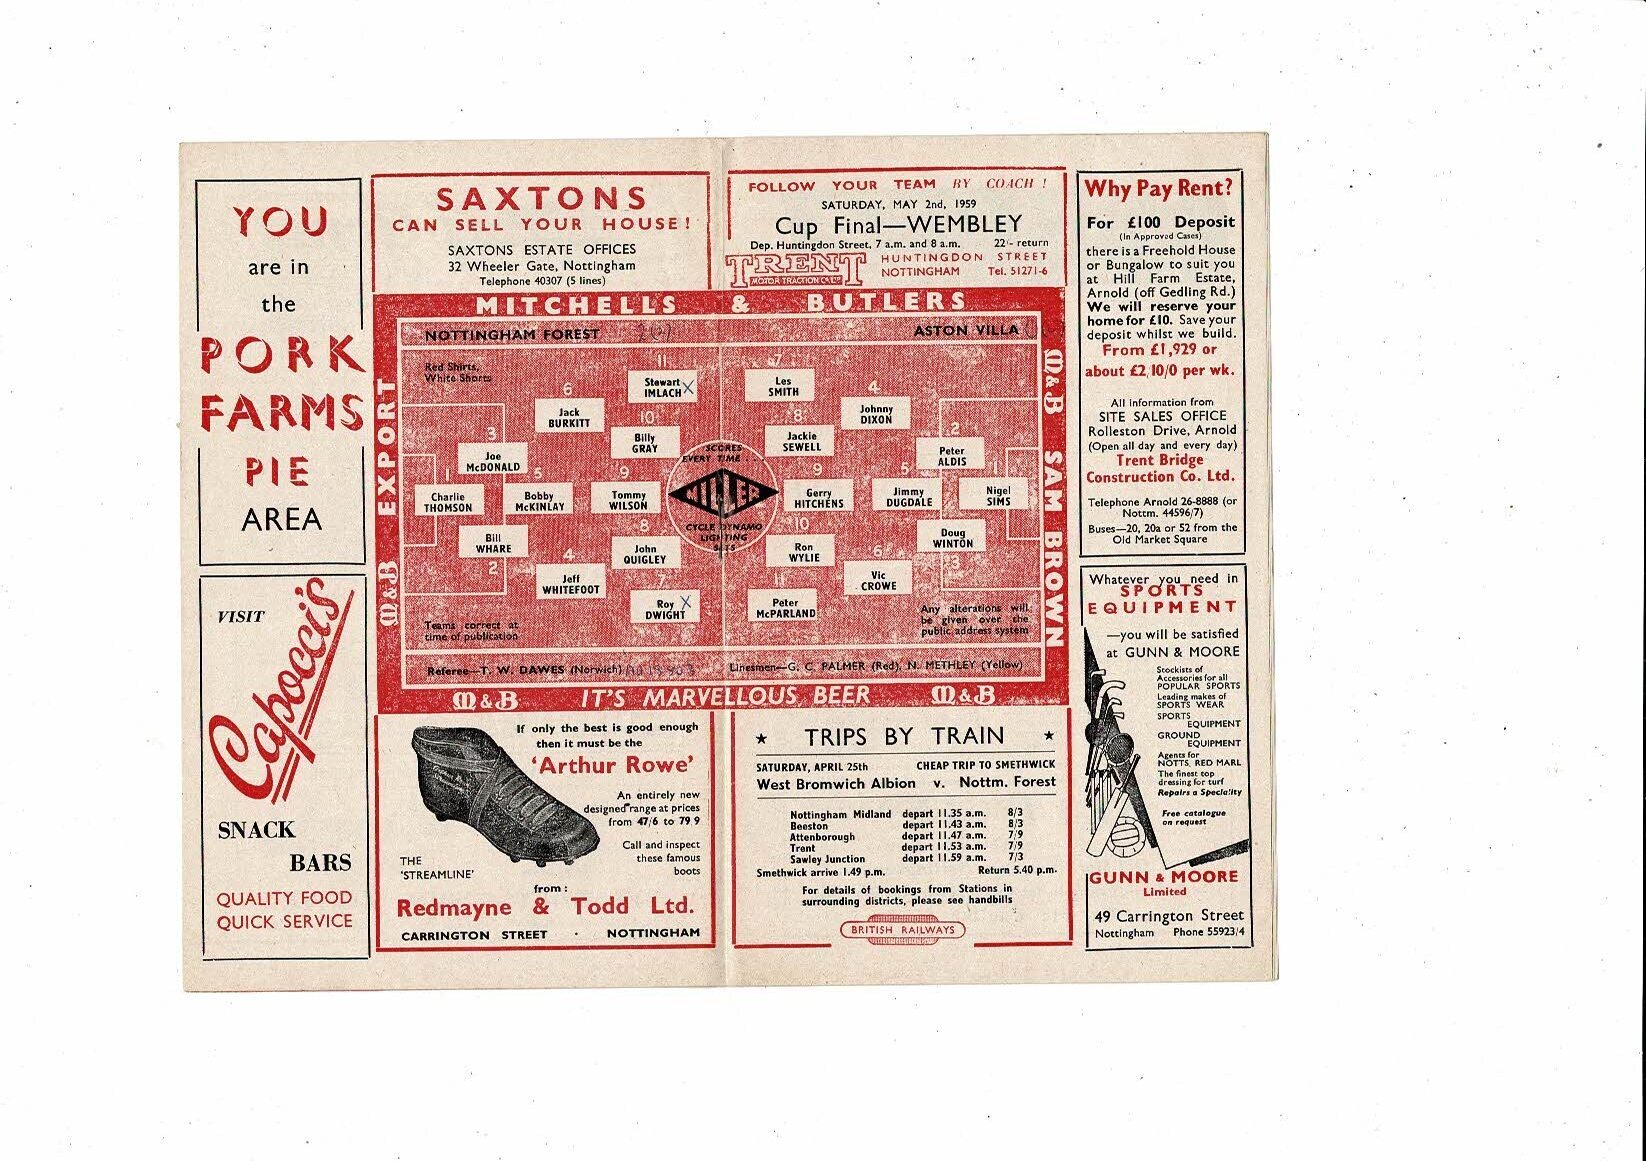 YOU
are in
the
PORK
FARMS
PIE
AREA
VISIT
Capocci's
SNACK
BARS
QUALITY FOOD
QUICK SERVICE
SAXTONS
CAN SELL YOUR HOUSE !
SAXTONS ESTATE OFFICES
32 Wheeler Gate, Nottingham
Telephone 40307 (5 lines)
FOLLOW YOUR TEAM BY COACH !
SATURDAY, MAY 2nd, 1959
Cup Final—WEMBLEY
Dep. Huntingdon Street, 7 a.m. and 8 a.m. 22/- return
TRENT
MOTOR TRACTION CO. LTD.
HUNTINGDON STREET
NOTTINGHAM Tel. 51271-6
MITCHELLS & BUTLERS
M&B EXPORT
M&B SAM BROWN
NOTTINGHAM FOREST
ASTON VILLA
Red Shirts,
White Shorts
11
Stewart
IMLACH X
7
Les
SMITH
6
Jack
BURKITT
4
Johnny
DIXON
10
Billy
GRAY
8
Jackie
SEWELL
3
Joe
McDONALD
2
Peter
ALDIS
SCORES
EVERY TIME . . .
MILLER
CYCLE DYNAMO
LIGHTING
SETS
1
Charlie
THOMSON
5
Bobby
McKINLAY
9
Tommy
WILSON
9
Gerry
HITCHENS
5
Jimmy
DUGDALE
1
Nigel
SIMS
Bill
WHARE
2
8
John
QUIGLEY
10
Ron
WYLIE
Doug
WINTON
3
4
Jeff
WHITEFOOT
6
Vic
CROWE
7
Roy
DWIGHT X
11
Peter
McPARLAND
Teams correct at
time of publication
Any alterations will
be given over the
public address system
Referee—T. W. DAWES (Norwich)
Linesmen—G. C. PALMER (Red), N. METHLEY (Yellow)
M&B IT'S MARVELLOUS BEER M&B
If only the best is good enough
then it must be the
'Arthur Rowe'
An entirely new
designed range at prices
from 47/6 to 79 9
Call and inspect
these famous
boots
THE
'STREAMLINE'
from :
Redmayne & Todd Ltd.
CARRINGTON STREET · NOTTINGHAM
★ TRIPS BY TRAIN ★
SATURDAY, APRIL 25th CHEAP TRIP TO SMETHWICK
West Bromwich Albion v. Nottm. Forest
Nottingham Midland depart 11.35 a.m. 8/3
Beeston depart 11.43 a.m. 8/3
Attenborough depart 11.47 a.m. 7/9
Trent depart 11.53 a.m. 7/9
Sawley Junction depart 11.59 a.m. 7/3
Smethwick arrive 1.49 p.m. Return 5.40 p.m.
For details of bookings from Stations in
surrounding districts, please see handbills
BRITISH RAILWAYS
Why Pay Rent?
For £100 Deposit
(In Approved Cases)
there is a Freehold House
or Bungalow to suit you
at Hill Farm Estate,
Arnold (off Gedling Rd.)
We will reserve your
home for £10. Save your
deposit whilst we build.
From £1,929 or
about £2/10/0 per wk.
All information from
SITE SALES OFFICE
Rolleston Drive, Arnold
(Open all day and every day)
Trent Bridge
Construction Co. Ltd.
Telephone Arnold 26-8888 (or
Nottm. 44596/7)
Buses—20, 20a or 52 from the
Old Market Square
Whatever you need in
SPORTS
EQUIPMENT
—you will be satisfied
at GUNN & MOORE
Stockists of
Accessories for all
POPULAR SPORTS
Leading makes of
SPORTS WEAR
SPORTS
EQUIPMENT
GROUND
EQUIPMENT
Agents for
NOTTS. RED MARL
The finest top
dressing for turf
Repairs a Speciality
Free catalogue
on request
GUNN & MOORE
Limited
49 Carrington Street
Nottingham Phone 55923/4